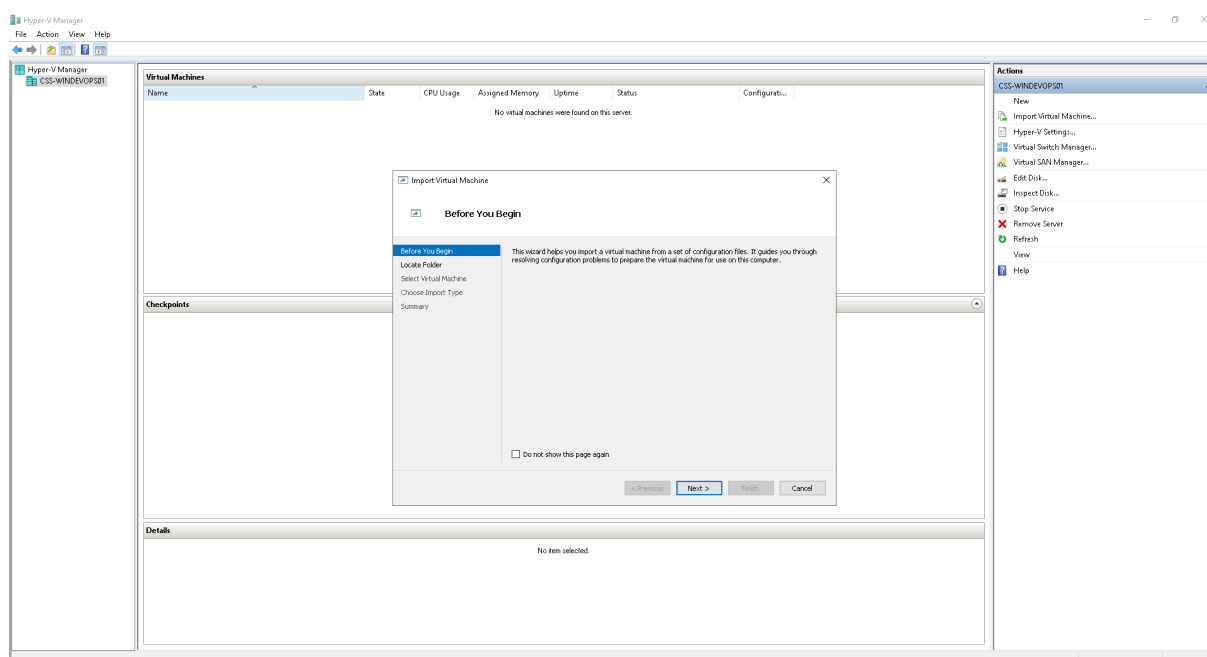 Hyper-V Manager
File Action View Help
Hyper-V Manager
CSS-WINDEVOPS01
Virtual Machines
Name State CPU Usage Assigned Memory Uptime Status Configurati...
No virtual machines were found on this server.
Import Virtual Machine
Before You Begin
Before You Begin
Locate Folder
Select Virtual Machine
Choose Import Type
Summary
This wizard helps you import a virtual machine from a set of configuration files. It guides you through
resolving configuration problems to prepare the virtual machine for use on this computer.
Do not show this page again
< Previous Next > Finish Cancel
Checkpoints
Details
No item selected.
Actions
CSS-WINDEVOPS01
New
Import Virtual Machine...
Hyper-V Settings...
Virtual Switch Manager...
Virtual SAN Manager...
Edit Disk...
Inspect Disk...
Stop Service
Remove Server
Refresh
View
Help